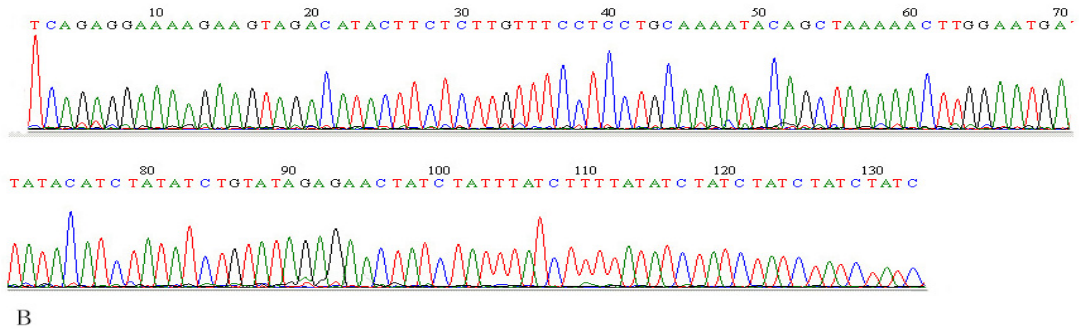 10 20 30 40 50 60 70
TCAGAGGAAAAGAAGTAGACATACTTCTCTTGTTTCCTCCTGCAAAATACAGCTAAAAACTTGGAATGA
80 90 100 110 120 130
TATACATCTATATCTGTATAGAGAACTATCTATTTATCTTTTATATCTATCTATCTATCTATC
B